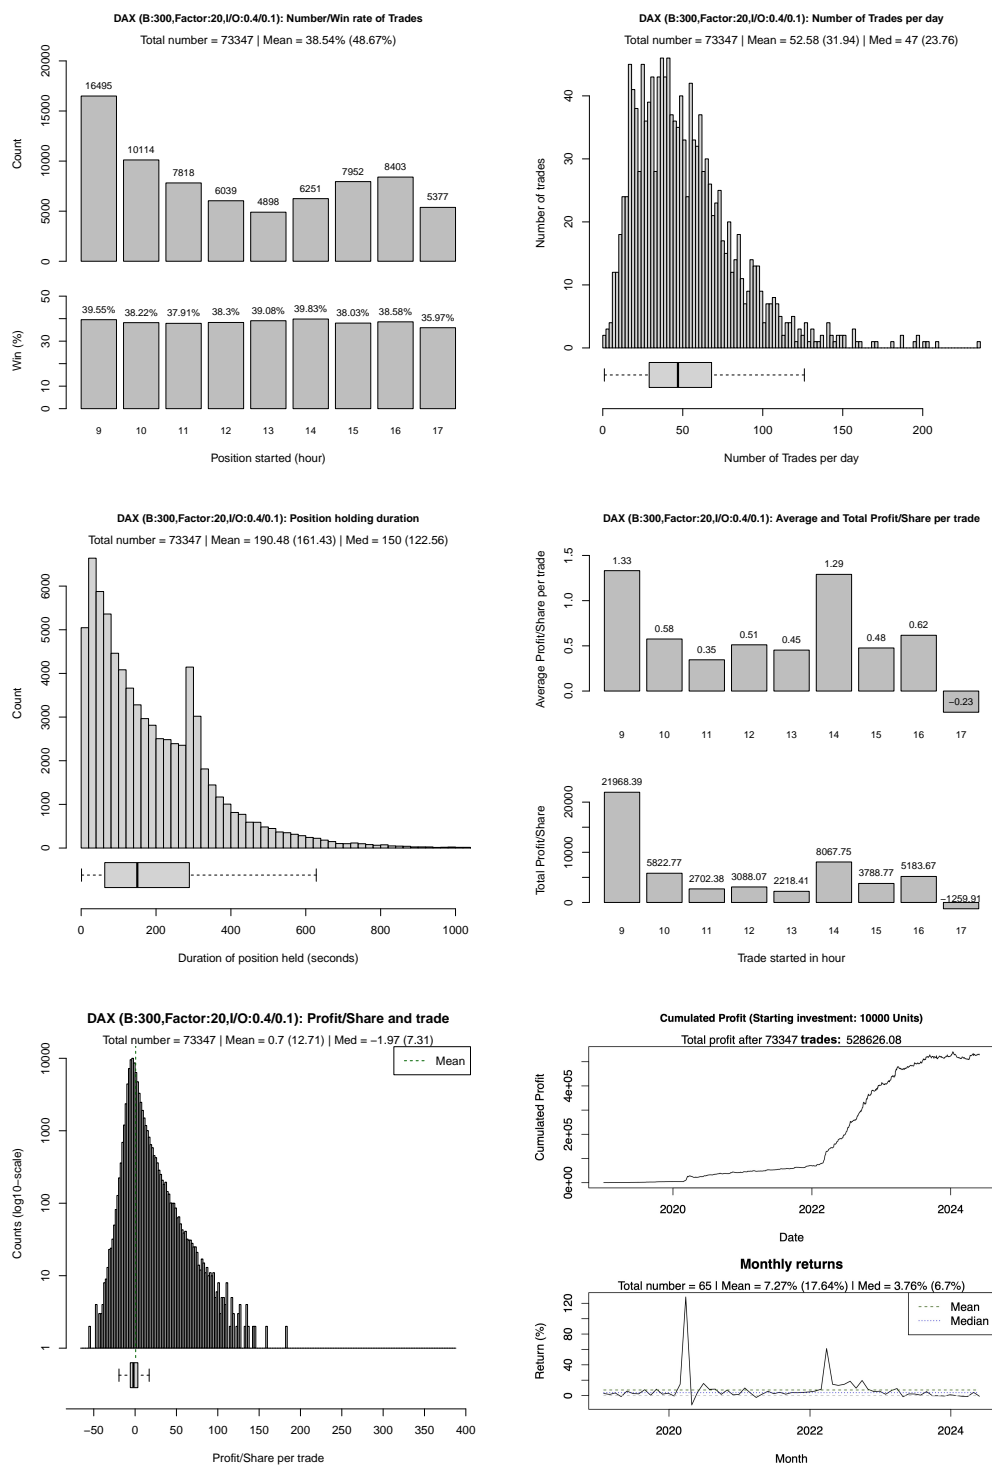 DAX (B:300,Factor:20,I/O:0.4/0.1): Number/Win rate of Trades
Total number = 73347 | Mean = 38.54% (48.67%)
Count
0 5000 10000 15000 20000
16495 10114 7818 6039 4898 6251 7952 8403 5377
Win (%)
0 10 30 50
39.55% 38.22% 37.91% 38.3% 39.08% 39.83% 38.03% 38.58% 35.97%
9 10 11 12 13 14 15 16 17
Position started (hour)
DAX (B:300,Factor:20,I/O:0.4/0.1): Number of Trades per day
Total number = 73347 | Mean = 52.58 (31.94) | Med = 47 (23.76)
Number of trades
0 10 20 30 40
0 50 100 150 200
Number of Trades per day
DAX (B:300,Factor:20,I/O:0.4/0.1): Position holding duration
Total number = 73347 | Mean = 190.48 (161.43) | Med = 150 (122.56)
Count
0 1000 2000 3000 4000 5000 6000
0 200 400 600 800 1000
Duration of position held (seconds)
DAX (B:300,Factor:20,I/O:0.4/0.1): Average and Total Profit/Share per trade
Average Profit/Share per trade
0.0 0.5 1.0 1.5
1.33 0.58 0.35 0.51 0.45 1.29 0.48 0.62 −0.23
9 10 11 12 13 14 15 16 17
Total Profit/Share
0 10000 20000
21968.39 5822.77 2702.38 3088.07 2218.41 8067.75 3788.77 5183.67 −1259.91
9 10 11 12 13 14 15 16 17
Trade started in hour
DAX (B:300,Factor:20,I/O:0.4/0.1): Profit/Share and trade
Total number = 73347 | Mean = 0.7 (12.71) | Med = −1.97 (7.31)
Mean
Counts (log10−scale)
1 10 100 1000 10000
−50 0 50 100 150 200 250 300 350 400
Profit/Share per trade
Cumulated Profit (Starting investment: 10000 Units)
Total profit after 73347 trades: 528626.08
Cumulated Profit
0e+00 2e+05 4e+05
2020 2022 2024
Date
Monthly returns
Total number = 65 | Mean = 7.27% (17.64%) | Med = 3.76% (6.7%)
Mean
Median
Return (%)
0 40 80 120
2020 2022 2024
Month